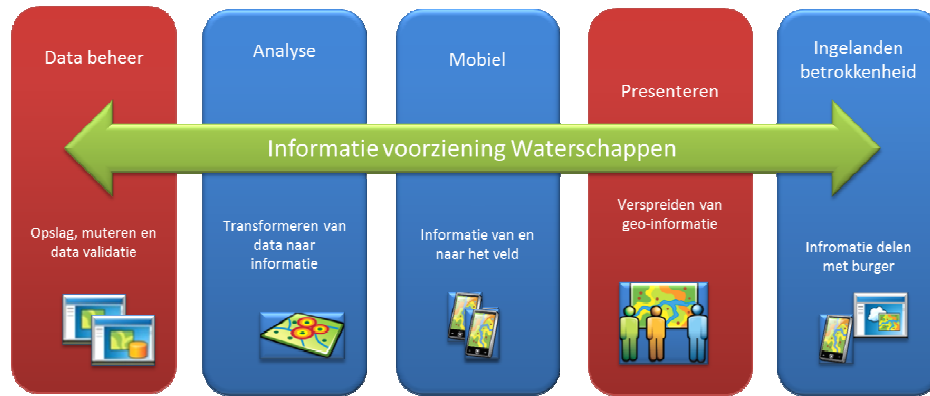 Data beheer
Opslag, muteren en
data validatie
Analyse
Transformeren van
data naar
informatie
Mobiel
Informatie van en
naar het veld
Presenteren
Verspreiden van
geo-informatie
Ingelanden
betrokkenheid
Infromatie delen
met burger
Informatie voorziening Waterschappen